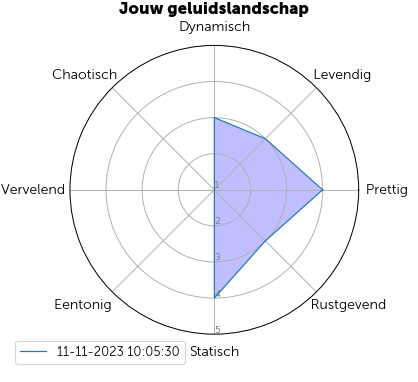 Jouw geluidslandschap
Dynamisch
Chaotisch
Levendig
Vervelend
Prettig
1
2
3
4
5
Eentonig
Rustgevend
Statisch
11-11-2023 10:05:30